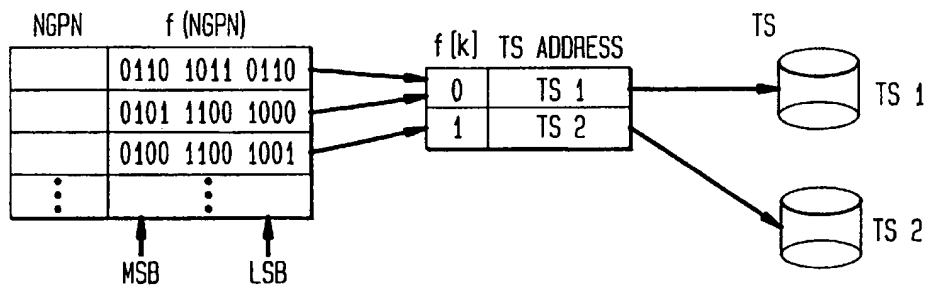 NGPN f (NGPN)
0110 1011 0110
0101 1100 1000
0100 1100 1001
MSB LSB
f [k] TS ADDRESS
0 TS 1
1 TS 2
TS
TS 1
TS 2